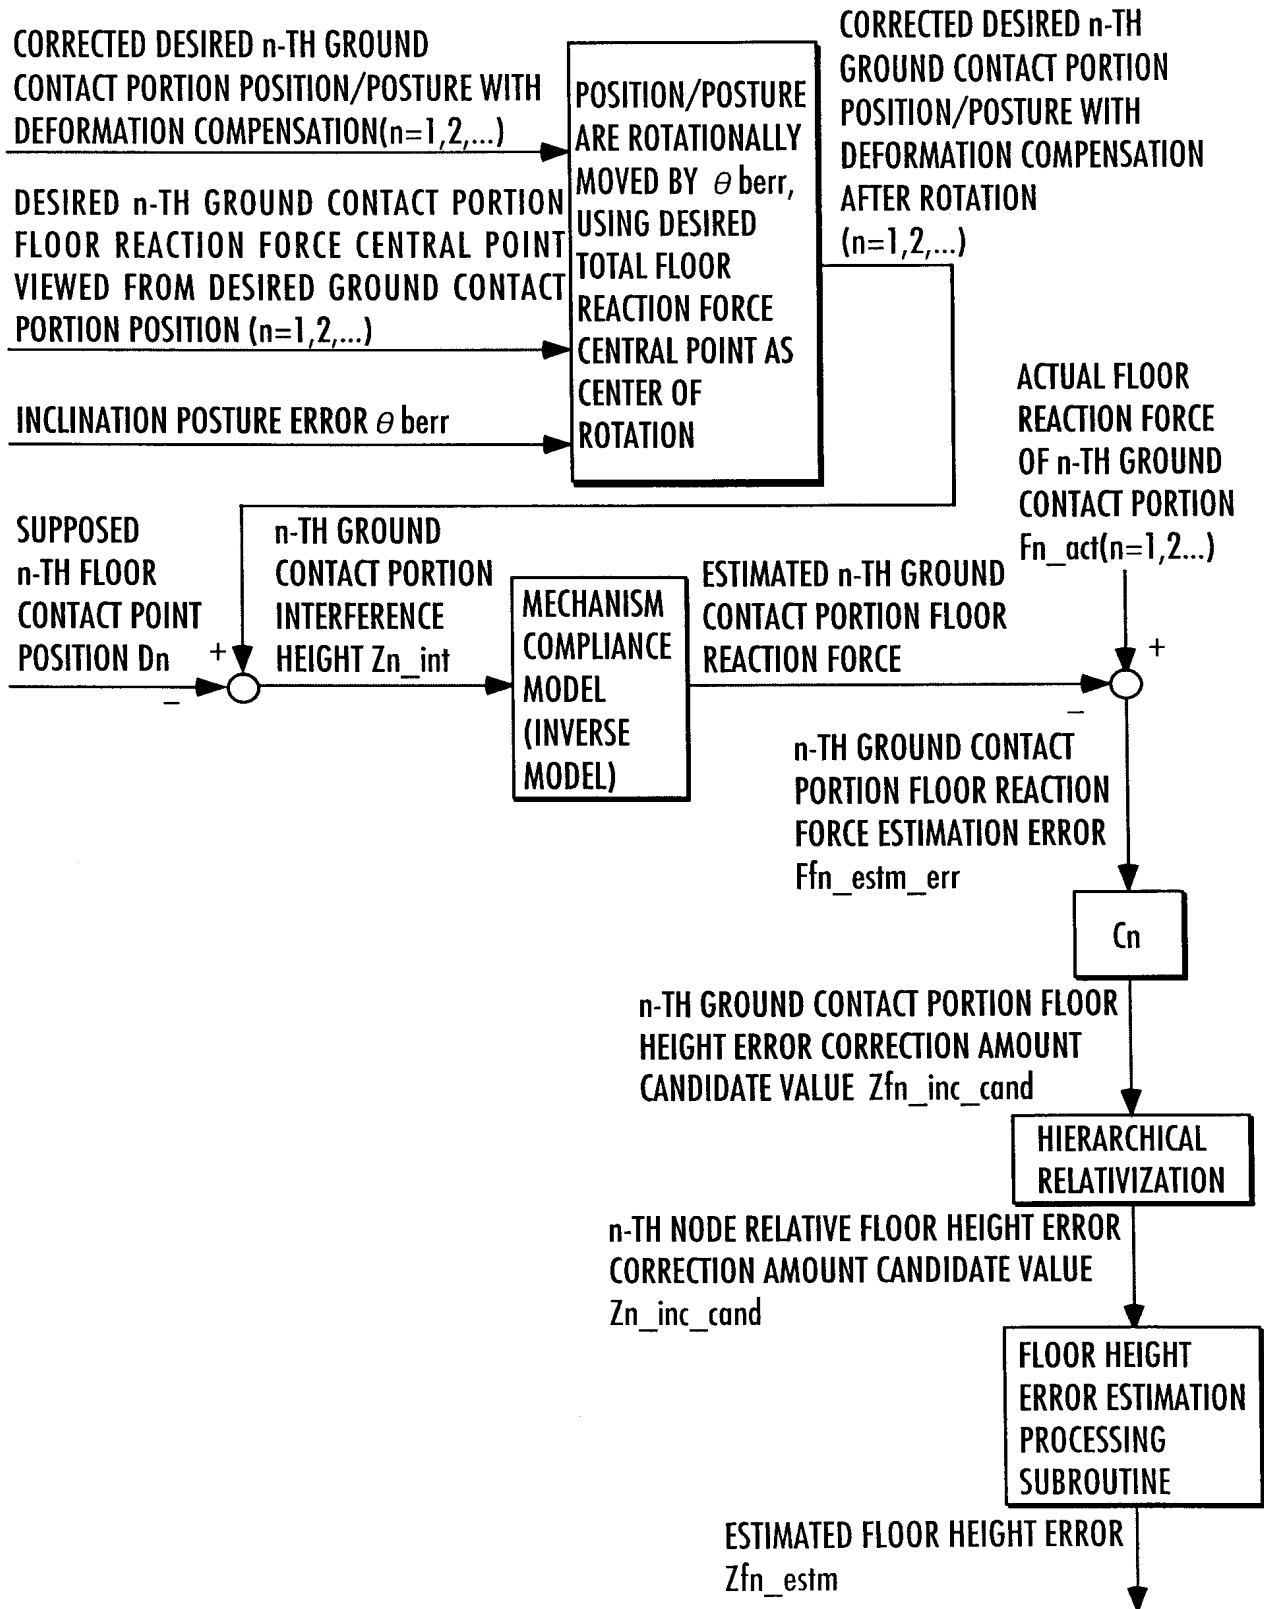 CORRECTED DESIRED n-TH GROUND
CONTACT PORTION POSITION/POSTURE WITH
DEFORMATION COMPENSATION(n=1,2,...)
DESIRED n-TH GROUND CONTACT PORTION
FLOOR REACTION FORCE CENTRAL POINT
VIEWED FROM DESIRED GROUND CONTACT
PORTION POSITION (n=1,2,...)
INCLINATION POSTURE ERROR θ berr
POSITION/POSTURE
ARE ROTATIONALLY
MOVED BY θ berr,
USING DESIRED
TOTAL FLOOR
REACTION FORCE
CENTRAL POINT AS
CENTER OF
ROTATION
CORRECTED DESIRED n-TH
GROUND CONTACT PORTION
POSITION/POSTURE WITH
DEFORMATION COMPENSATION
AFTER ROTATION
(n=1,2,...)
ACTUAL FLOOR
REACTION FORCE
OF n-TH GROUND
CONTACT PORTION
Fn_act(n=1,2...)
SUPPOSED
n-TH FLOOR
CONTACT POINT
POSITION Dn
+
−
n-TH GROUND
CONTACT PORTION
INTERFERENCE
HEIGHT Zn_int
MECHANISM
COMPLIANCE
MODEL
(INVERSE
MODEL)
ESTIMATED n-TH GROUND
CONTACT PORTION FLOOR
REACTION FORCE
+
−
n-TH GROUND CONTACT
PORTION FLOOR REACTION
FORCE ESTIMATION ERROR
Ffn_estm_err
Cn
n-TH GROUND CONTACT PORTION FLOOR
HEIGHT ERROR CORRECTION AMOUNT
CANDIDATE VALUE Zfn_inc_cand
HIERARCHICAL
RELATIVIZATION
n-TH NODE RELATIVE FLOOR HEIGHT ERROR
CORRECTION AMOUNT CANDIDATE VALUE
Zn_inc_cand
FLOOR HEIGHT
ERROR ESTIMATION
PROCESSING
SUBROUTINE
ESTIMATED FLOOR HEIGHT ERROR
Zfn_estm